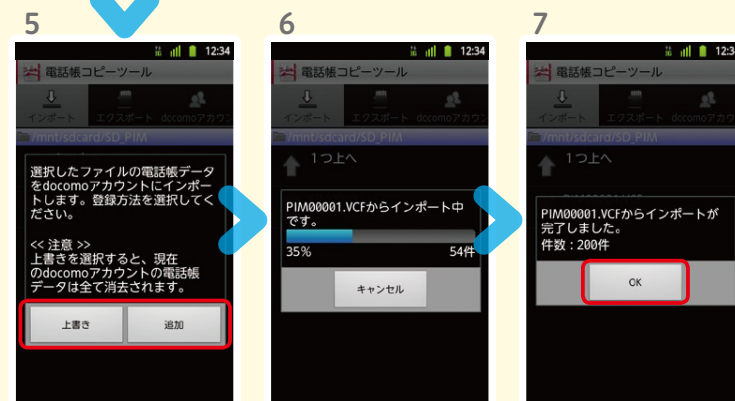 5
12:34
電話帳コピーツール
インポート エクスポート docomoアカウ
/mnt/sdcard/SD_PIM
選択したファイルの電話帳データ
をdocomoアカウントにインポー
トします。登録方法を選択してく
ださい。
<< 注意 >>
上書きを選択すると、現在
のdocomoアカウントの電話帳
データは全て消去されます。
上書き 追加
6
12:34
電話帳コピーツール
インポート エクスポート docomoアカウ
/mnt/sdcard/SD_PIM
1つ上へ
PIM00001.VCFからインポート中
です。
35% 54件
キャンセル
7
12:34
電話帳コピーツール
インポート エクスポート docomoアカウ
/mnt/sdcard/SD_PIM
1つ上へ
PIM00001.VCFからインポートが
完了しました。
件数 : 200件
OK